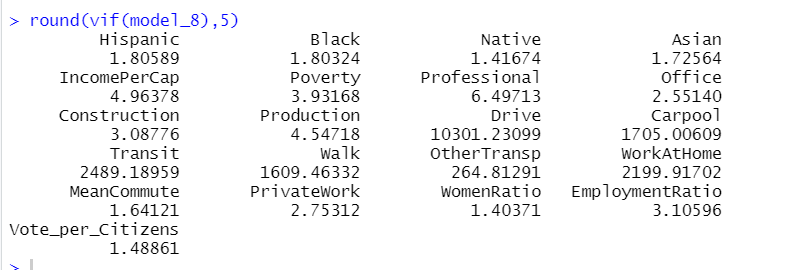 > round(vif(model_8),5)
Hispanic Black Native Asian
1.80589 1.80324 1.41674 1.72564
IncomePerCap Poverty Professional Office
4.96378 3.93168 6.49713 2.55140
Construction Production Drive Carpool
3.08776 4.54718 10301.23099 1705.00609
Transit Walk OtherTransp WorkAtHome
2489.18959 1609.46332 264.81291 2199.91702
MeanCommute PrivateWork WomenRatio EmploymentRatio
1.64121 2.75312 1.40371 3.10596
Vote_per_Citizens
1.48861
>